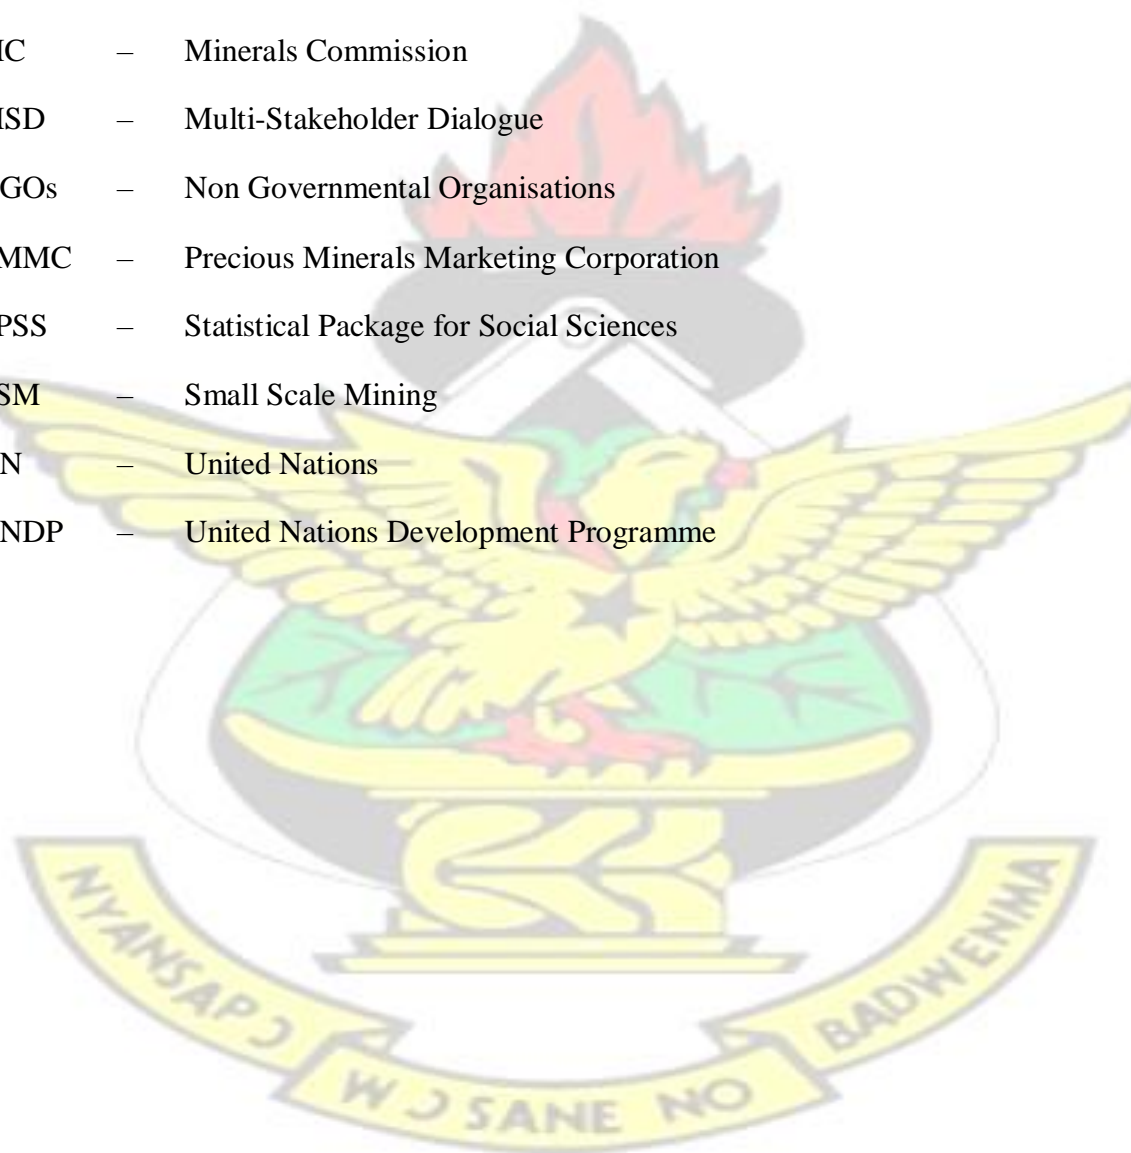 IC – Minerals Commission
ISD – Multi-Stakeholder Dialogue
GOs – Non Governmental Organisations
MMC – Precious Minerals Marketing Corporation
PSS – Statistical Package for Social Sciences
SM – Small Scale Mining
N – United Nations
NDP – United Nations Development Programme
NYANSAPƆ
WƆ SANE NO
BADWENMA